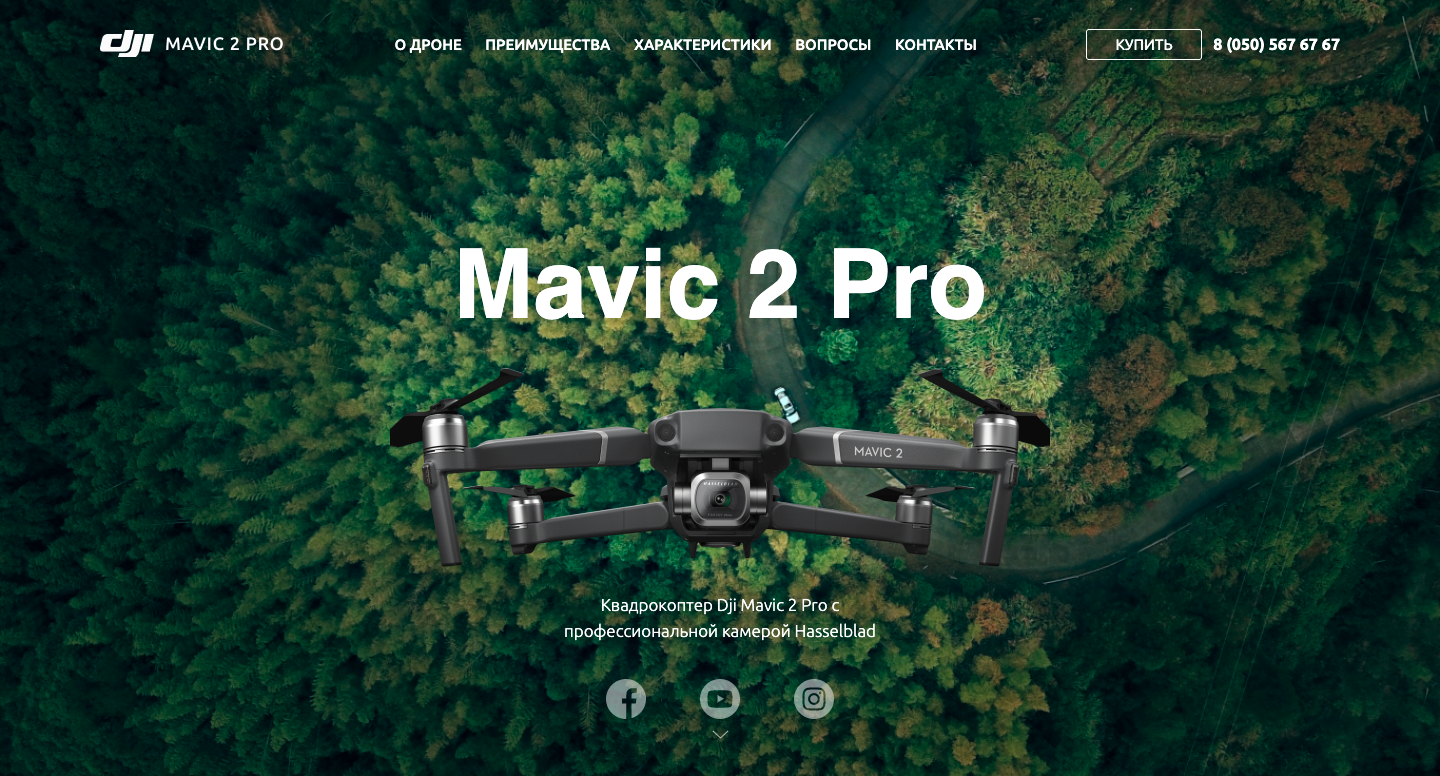 dji MAVIC 2 PRO
О ДРОНЕ
ПРЕИМУЩЕСТВА
ХАРАКТЕРИСТИКИ
ВОПРОСЫ
КОНТАКТЫ
КУПИТЬ
8 (050) 567 67 67
Mavic 2 Pro
MAVIC 2
HASSELBLAD
Квадрокоптер Dji Mavic 2 Pro с
профессиональной камерой Hasselblad